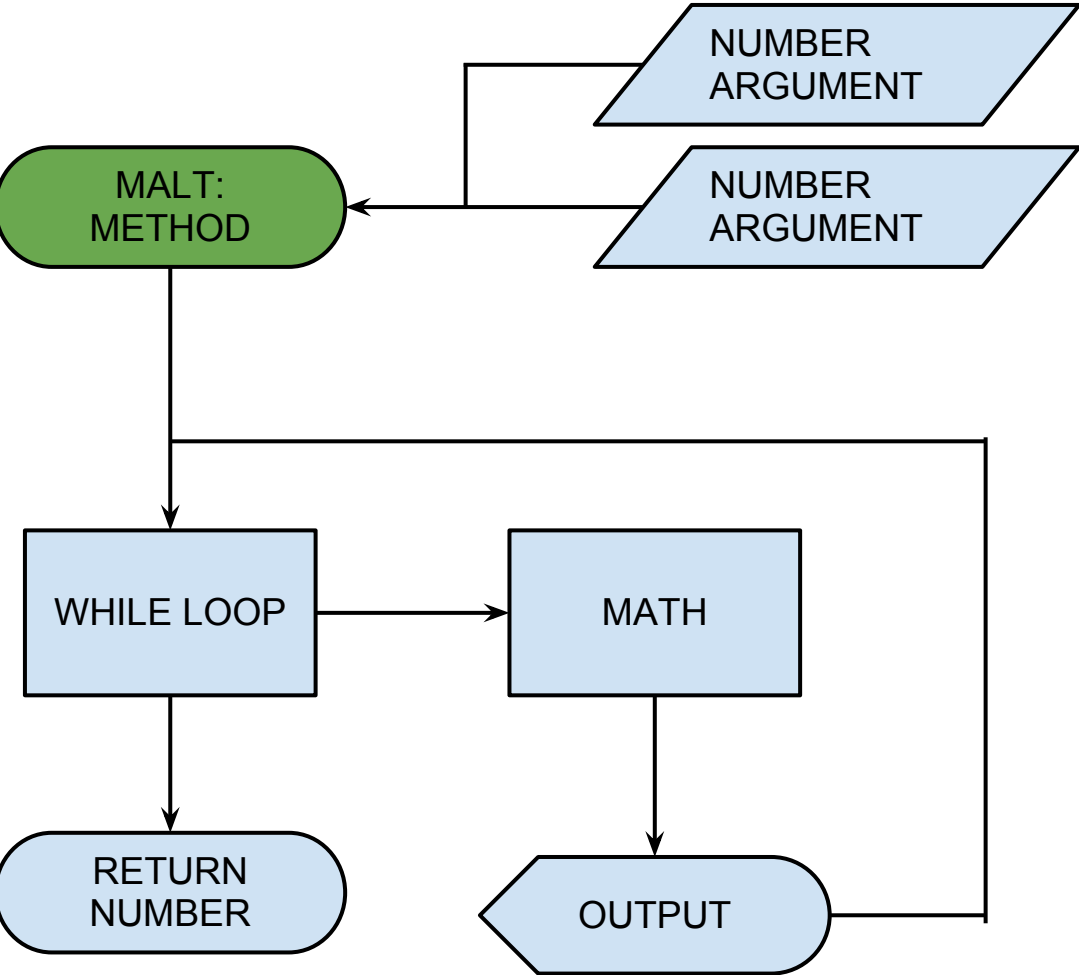 NUMBER
ARGUMENT
MALT:
METHOD
NUMBER
ARGUMENT
WHILE LOOP
MATH
RETURN
NUMBER
OUTPUT